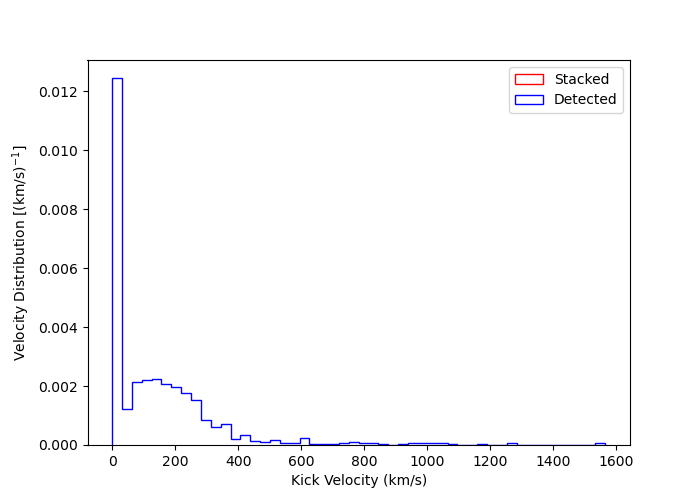 Stacked
Detected
0.012
0.010
0.008
0.006
0.004
0.002
0.000
Velocity Distribution [(km/s)⁻¹]
0 200 400 600 800 1000 1200 1400 1600
Kick Velocity (km/s)